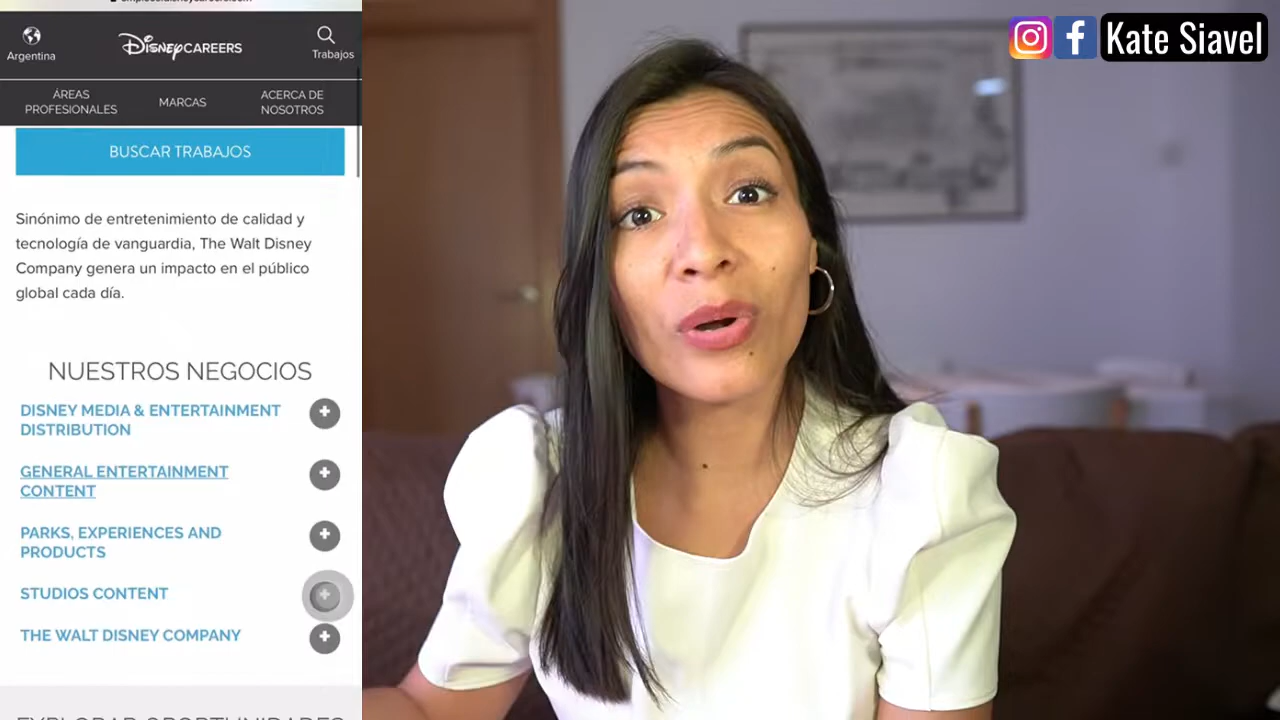 Argentina
Disney CAREERS
Trabajos
ÁREAS
PROFESIONALES
MARCAS
ACERCA DE
NOSOTROS
BUSCAR TRABAJOS
Sinónimo de entretenimiento de calidad y
tecnología de vanguardia, The Walt Disney
Company genera un impacto en el público
global cada día.
NUESTROS NEGOCIOS
DISNEY MEDIA & ENTERTAINMENT
DISTRIBUTION
GENERAL ENTERTAINMENT
CONTENT
PARKS, EXPERIENCES AND
PRODUCTS
STUDIOS CONTENT
THE WALT DISNEY COMPANY
Kate Siavel